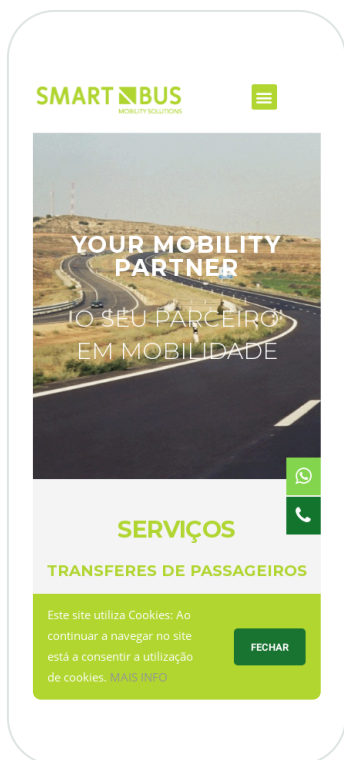 SMART BUS
MOBILITY SOLUTIONS
YOUR MOBILITY
PARTNER
'O SEU PARCEIRO'
EM MOBILIDADE
SERVIÇOS
TRANSFERES DE PASSAGEIROS
Este site utiliza Cookies: Ao
continuar a navegar no site
está a consentir a utilização
de cookies. MAIS INFO
FECHAR